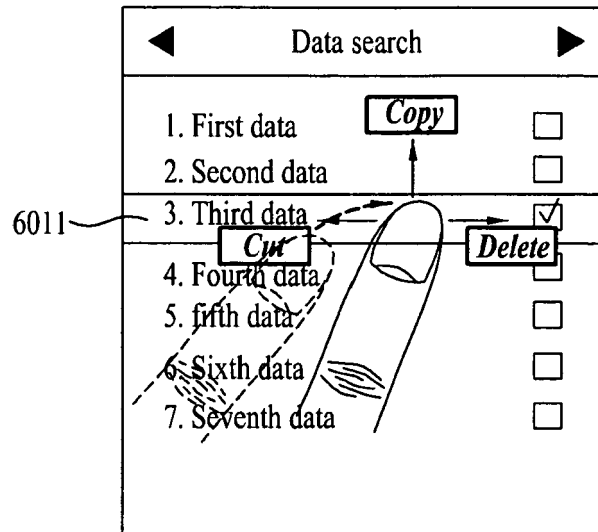 Data search
Copy
1. First data
2. Second data
6011
3. Third data
Cut
Delete
4. Fourth data
5. fifth data
6. Sixth data
7. Seventh data